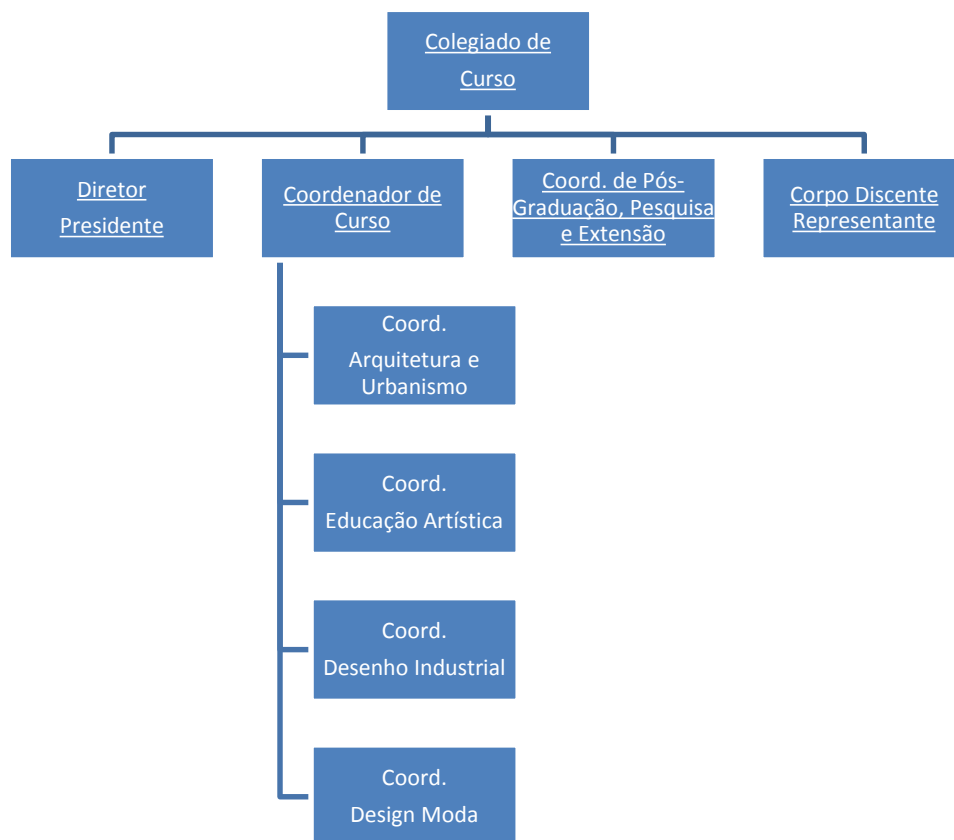 Colegiado de
Curso
Diretor
Presidente
Coordenador de
Curso
Coord. de Pós-
Graduação, Pesquisa
e Extensão
Corpo Discente
Representante
Coord.
Arquitetura e
Urbanismo
Coord.
Educação Artística
Coord.
Desenho Industrial
Coord.
Design Moda